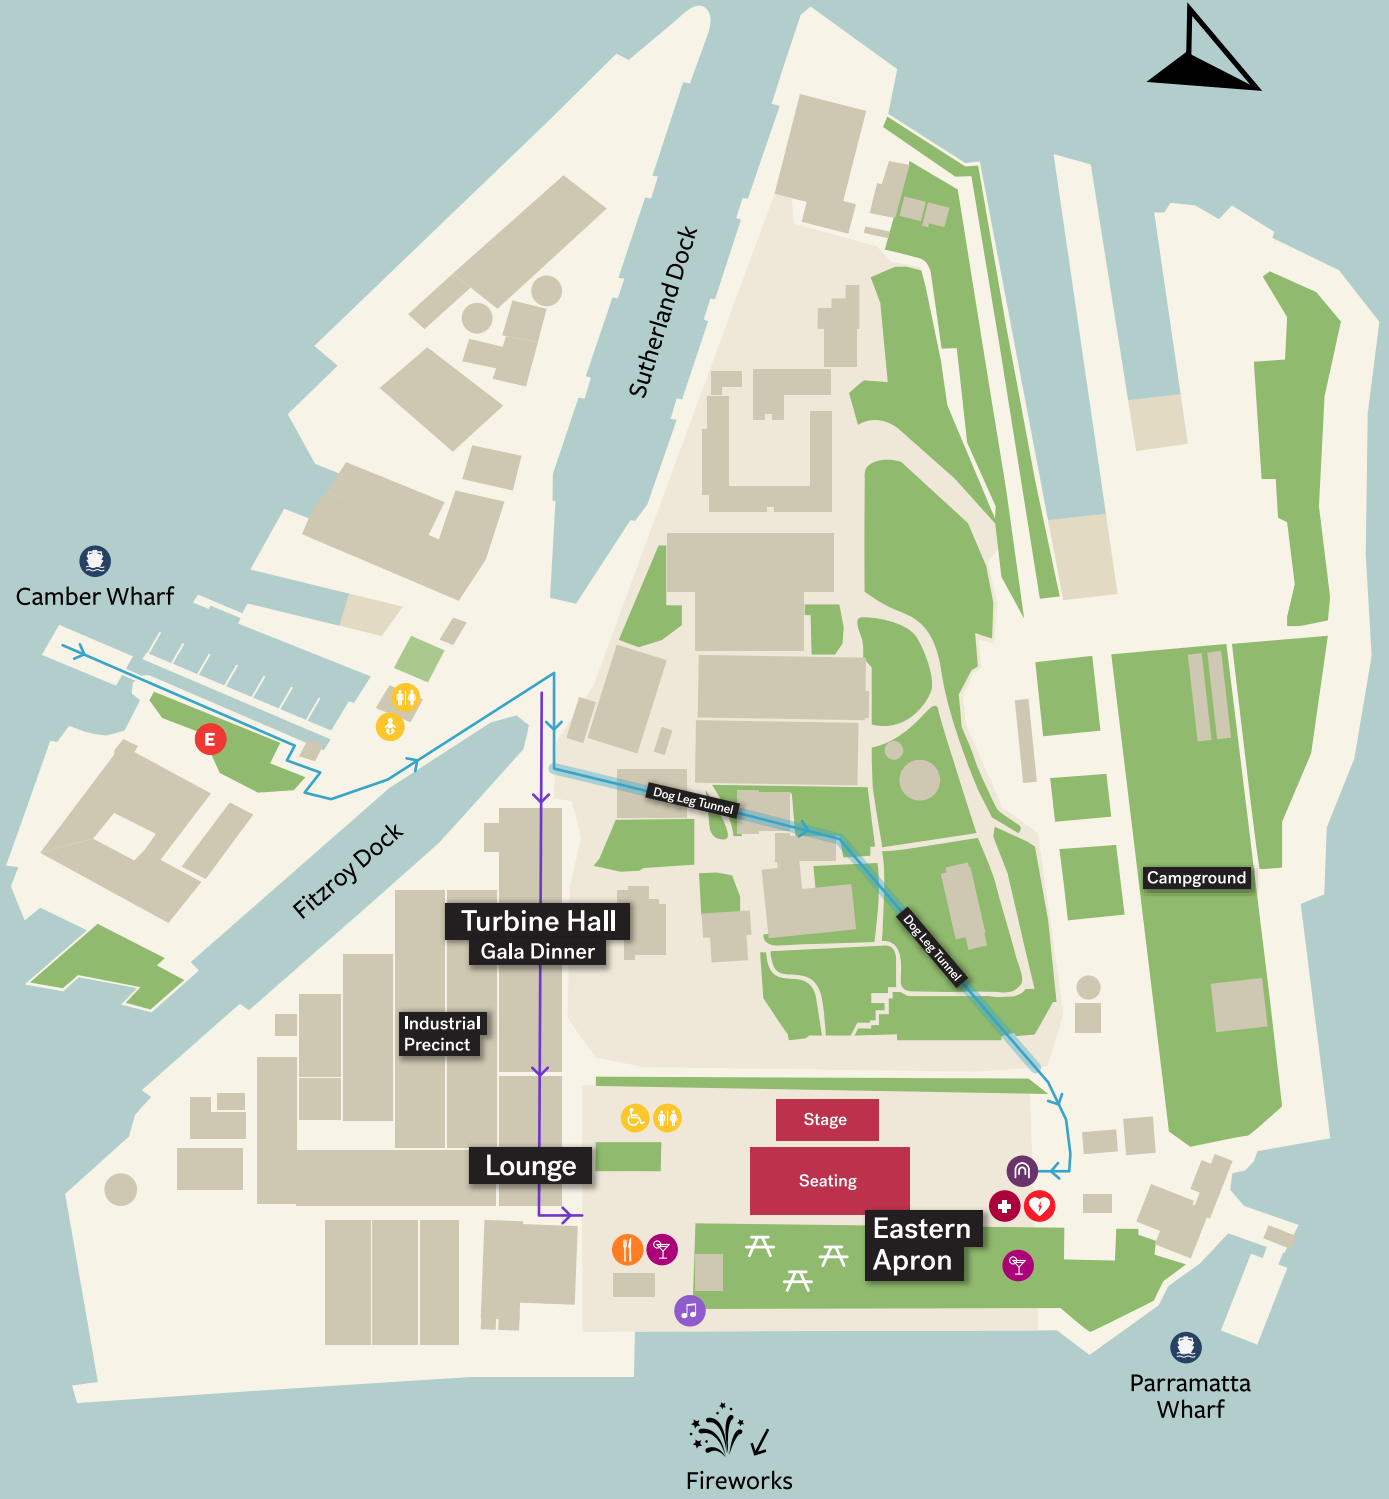 Sutherland Dock
Camber Wharf
E
Dog Leg Tunnel
Fitzroy Dock
Campground
Turbine Hall
Gala Dinner
Dog Leg Tunnel
Industrial
Precinct
Stage
Lounge
Seating
Eastern
Apron
Parramatta
Wharf
Fireworks